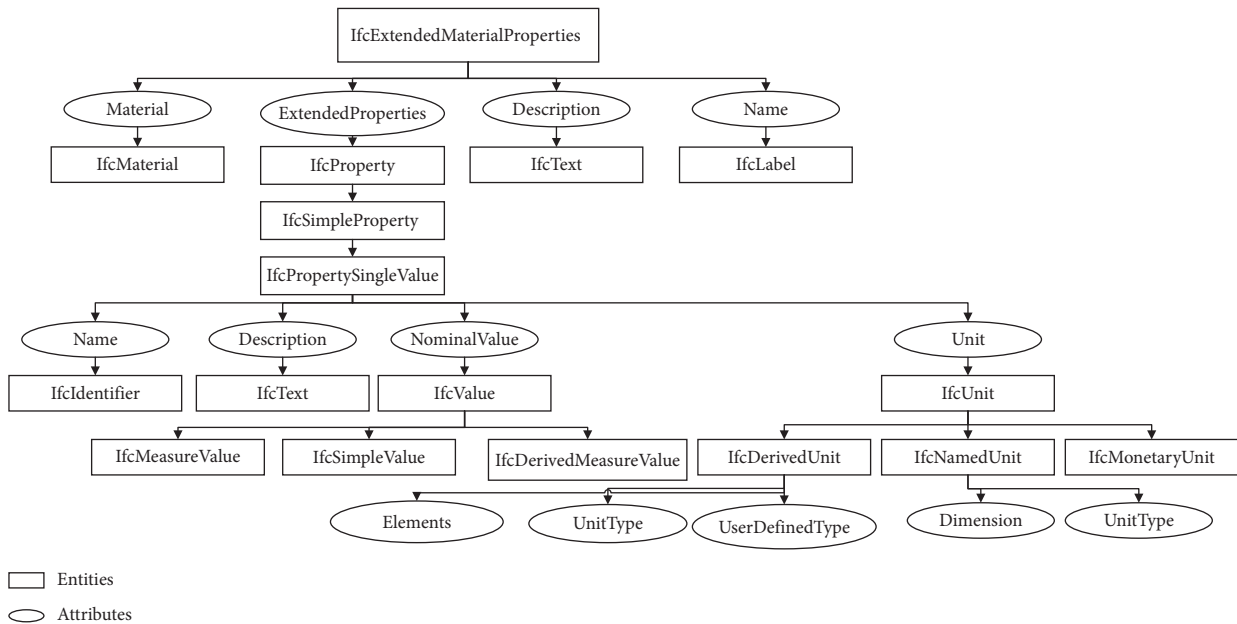 IfcExtendedMaterialProperties
Material ExtendedProperties Description Name
IfcMaterial IfcProperty IfcText IfcLabel
IfcSimpleProperty
IfcPropertySingleValue
Name Description NominalValue Unit
IfcIdentifier IfcText IfcValue IfcUnit
IfcMeasureValue IfcSimpleValue IfcDerivedMeasureValue IfcDerivedUnit IfcNamedUnit IfcMonetaryUnit
Elements UnitType UserDefinedType Dimension UnitType
Entities
Attributes